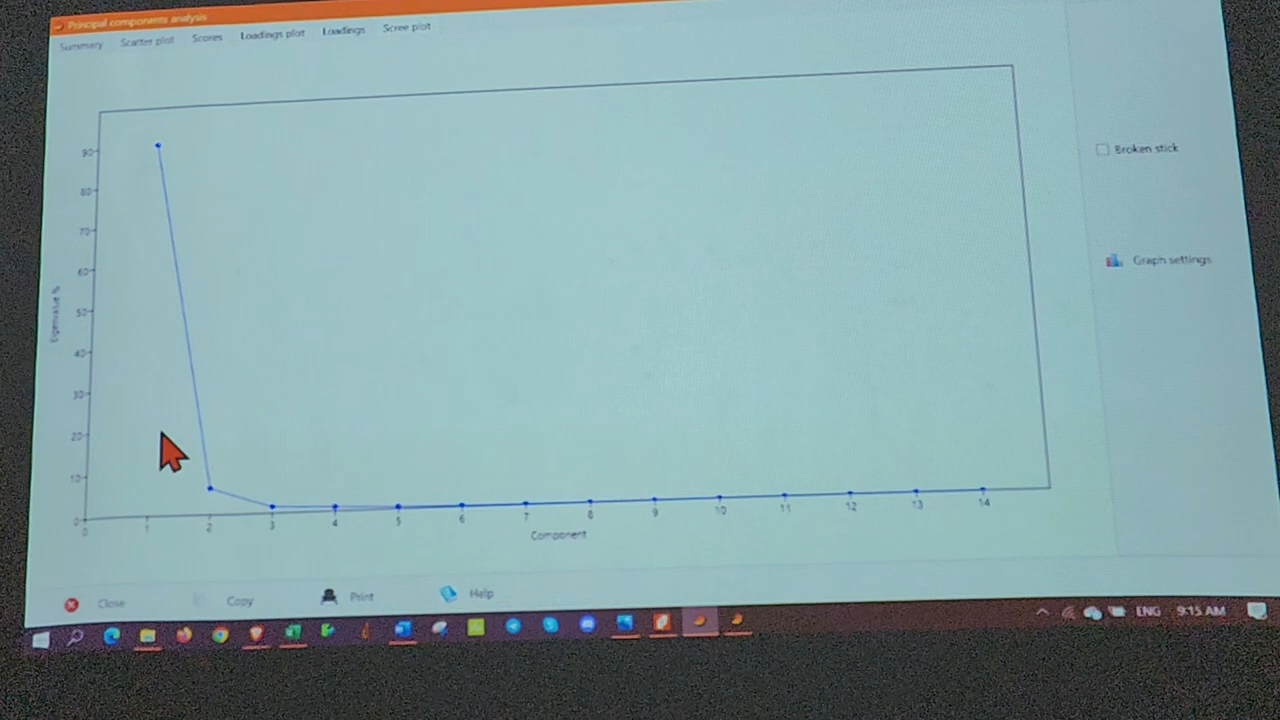 Principal components analysis
Summary Scatter plot Scores Loadings plot Loadings Scree plot
Broken stick
Graph settings
Eigenvalue %
90
80
70
60
50
40
30
20
10
0
0 1 2 3 4 5 6 7 8 9 10 11 12 13 14
Component
Close Copy Print Help
ENG 9:15 AM